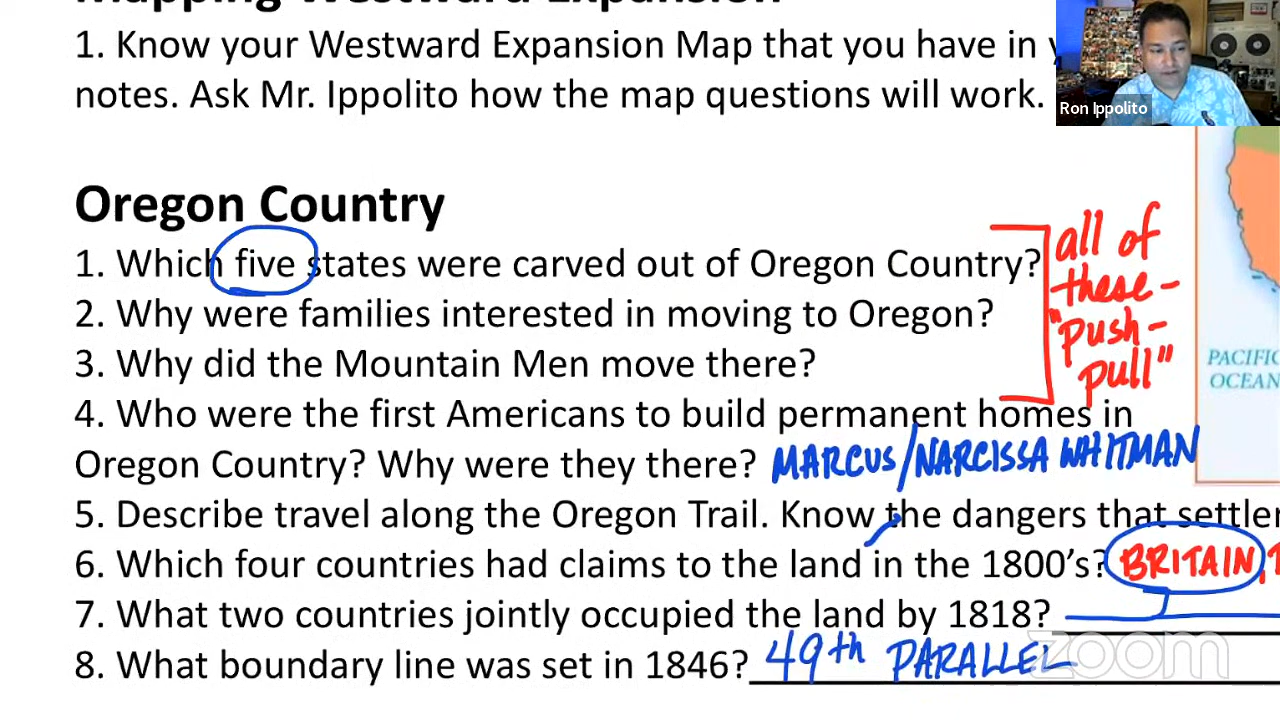 Mapping Westward Expansion
1. Know your Westward Expansion Map that you have in
notes. Ask Mr. Ippolito how the map questions will work.
Ron Ippolito
Oregon Country
1. Which five states were carved out of Oregon Country?
2. Why were families interested in moving to Oregon?
3. Why did the Mountain Men move there?
all of
these-
"push-
pull"
PACIFIC
OCEAN
4. Who were the first Americans to build permanent homes in
Oregon Country? Why were they there? MARCUS/NARCISSA WHITMAN
5. Describe travel along the Oregon Trail. Know the dangers that settler
6. Which four countries had claims to the land in the 1800's? BRITAIN,
7. What two countries jointly occupied the land by 1818?
8. What boundary line was set in 1846? 49th PARALLEL
zoom